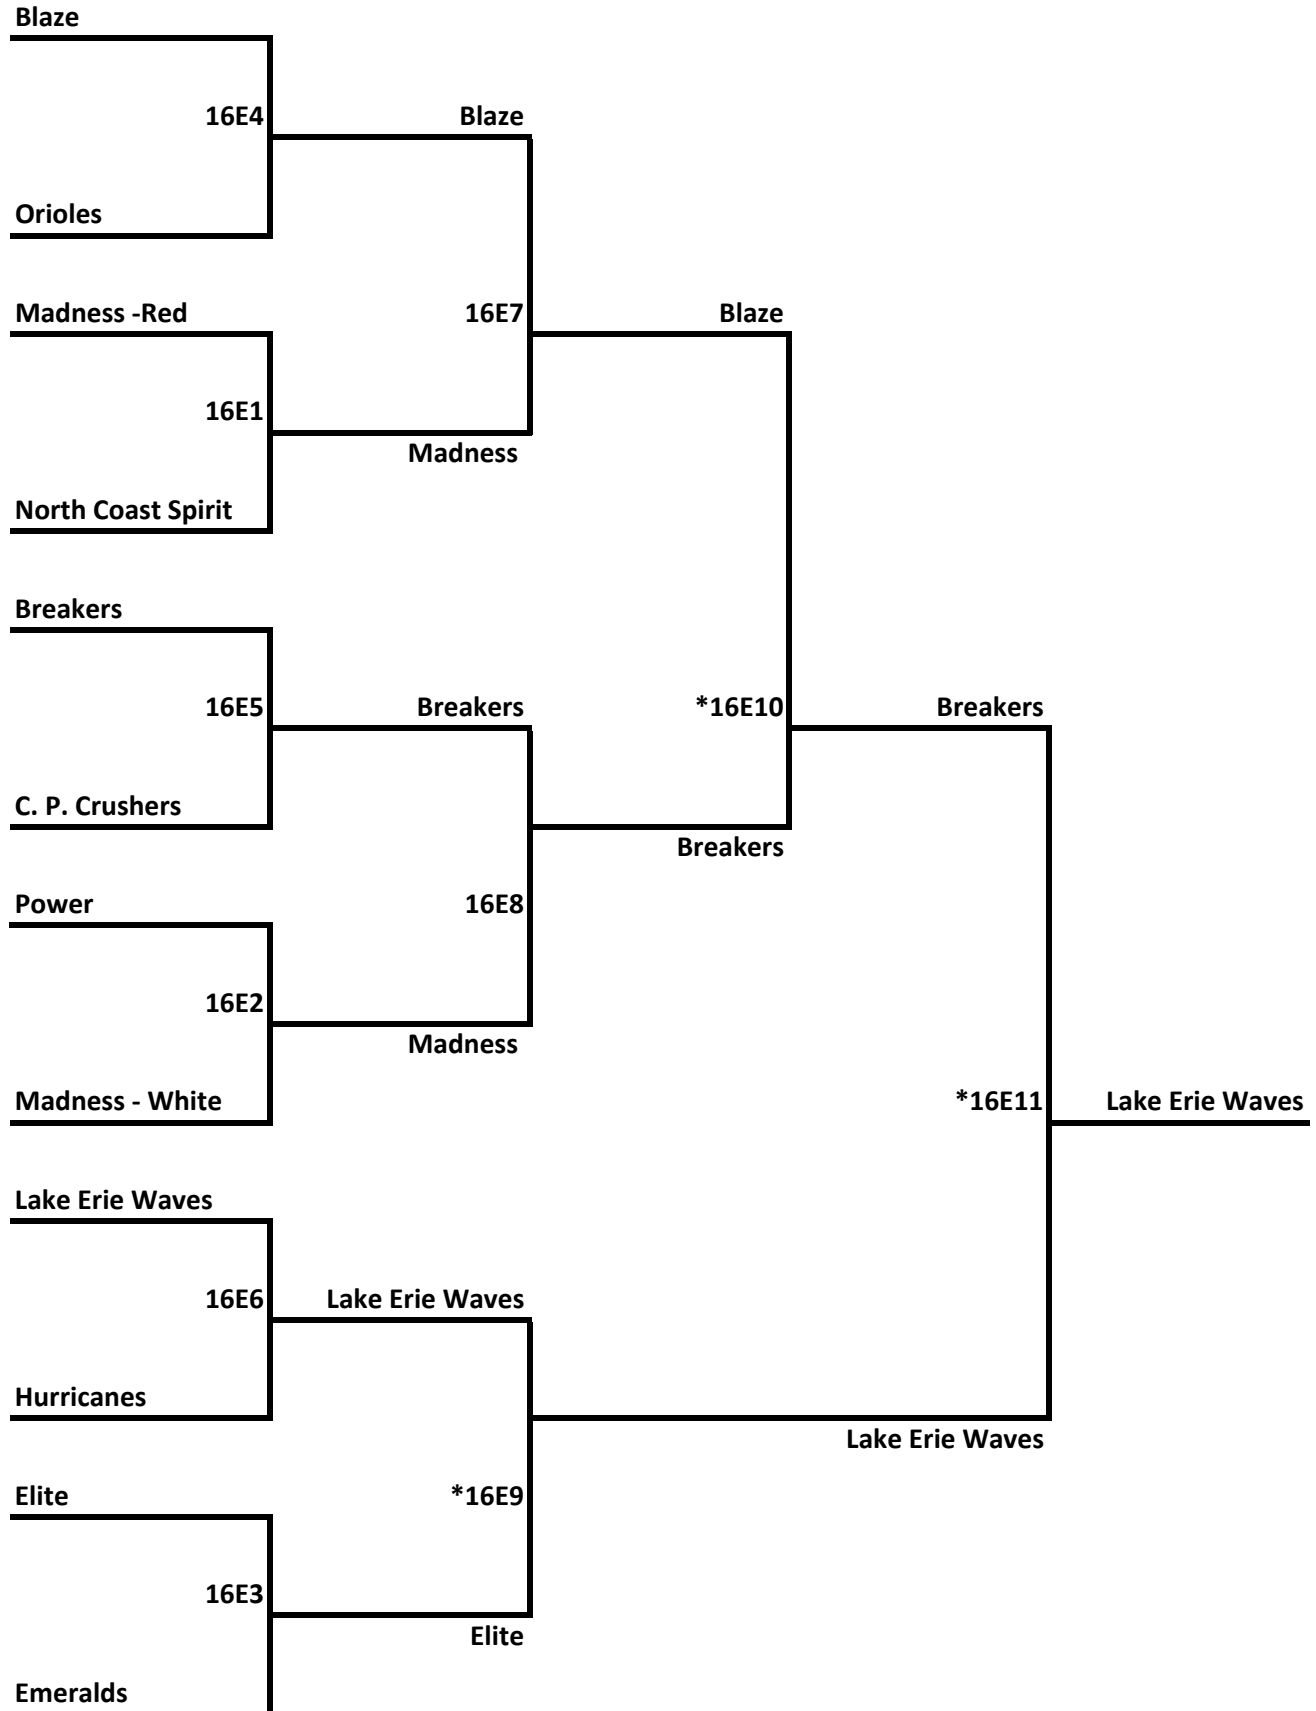 Blaze
16E4 Blaze
Orioles
Madness -Red 16E7 Blaze
16E1
Madness
North Coast Spirit
Breakers
16E5 Breakers *16E10 Breakers
C. P. Crushers
Breakers
Power 16E8
16E2
Madness
Madness - White *16E11 Lake Erie Waves
Lake Erie Waves
16E6 Lake Erie Waves
Hurricanes
Lake Erie Waves
Elite *16E9
16E3
Elite
Emeralds